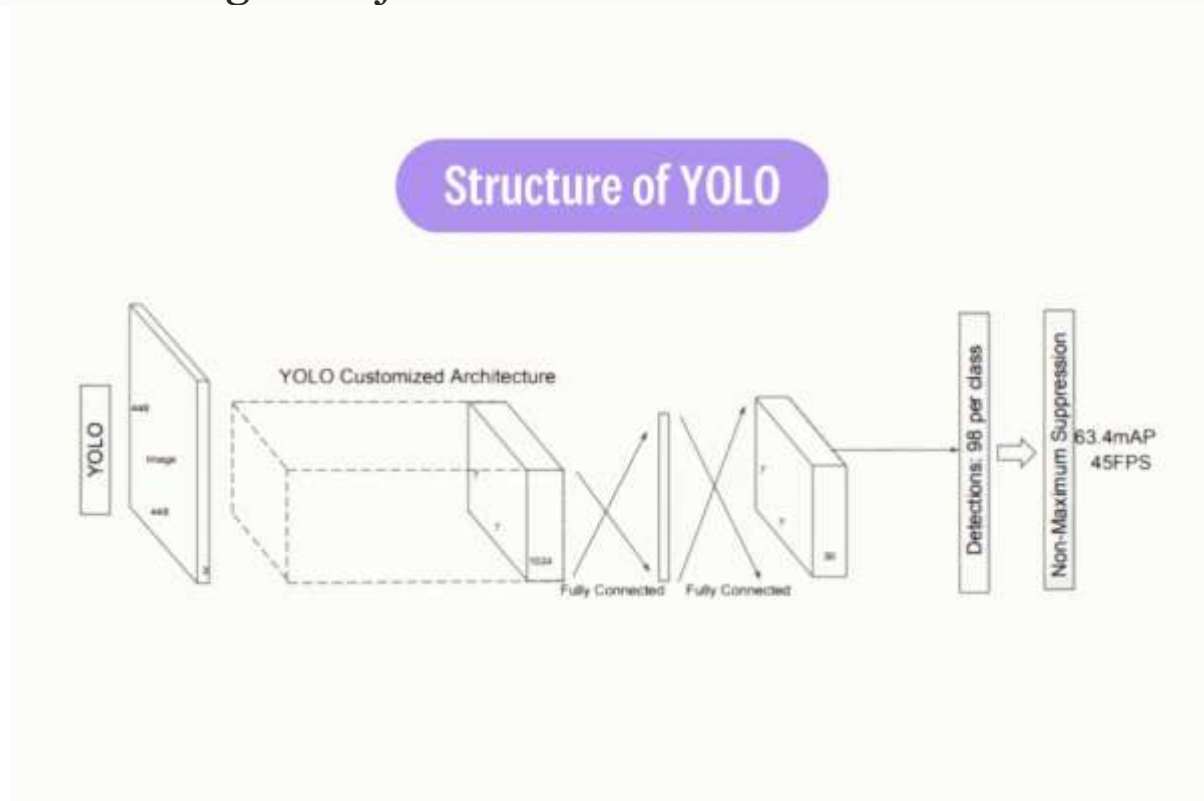 Structure of YOLO
YOLO Customized Architecture
YOLO
448
Image
448
3
7
7
1024
Fully Connected
Fully Connected
7
7
30
Detections: 98 per class
Non-Maximum Suppression
63.4mAP
45FPS